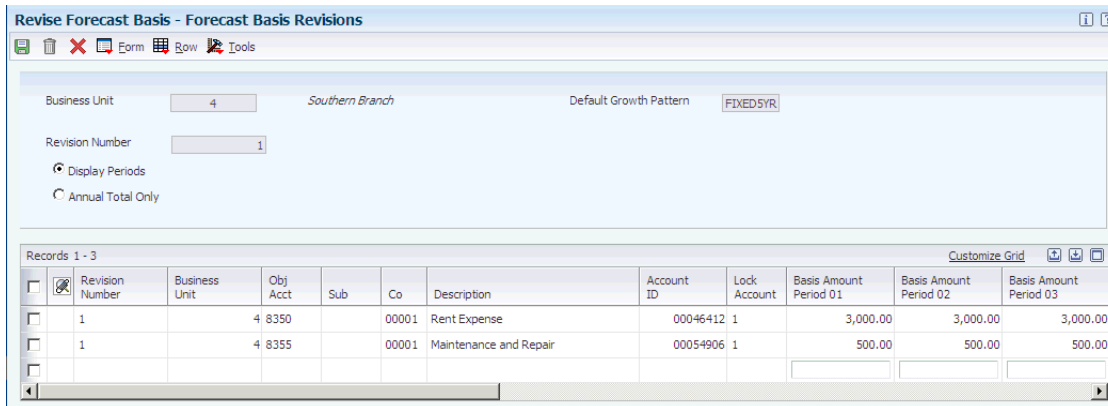 Revise Forecast Basis - Forecast Basis Revisions
Form Row Tools
Business Unit 4 Southern Branch Default Growth Pattern FIXED5YR
Revision Number 1
Display Periods
Annual Total Only
Records 1 - 3 Customize Grid
Revision Number Business Unit Obj Acct Sub Co Description Account ID Lock Account Basis Amount Period 01 Basis Amount Period 02 Basis Amount Period 03
1 4 8350 00001 Rent Expense 00046412 1 3,000.00 3,000.00 3,000.00
1 4 8355 00001 Maintenance and Repair 00054906 1 500.00 500.00 500.00